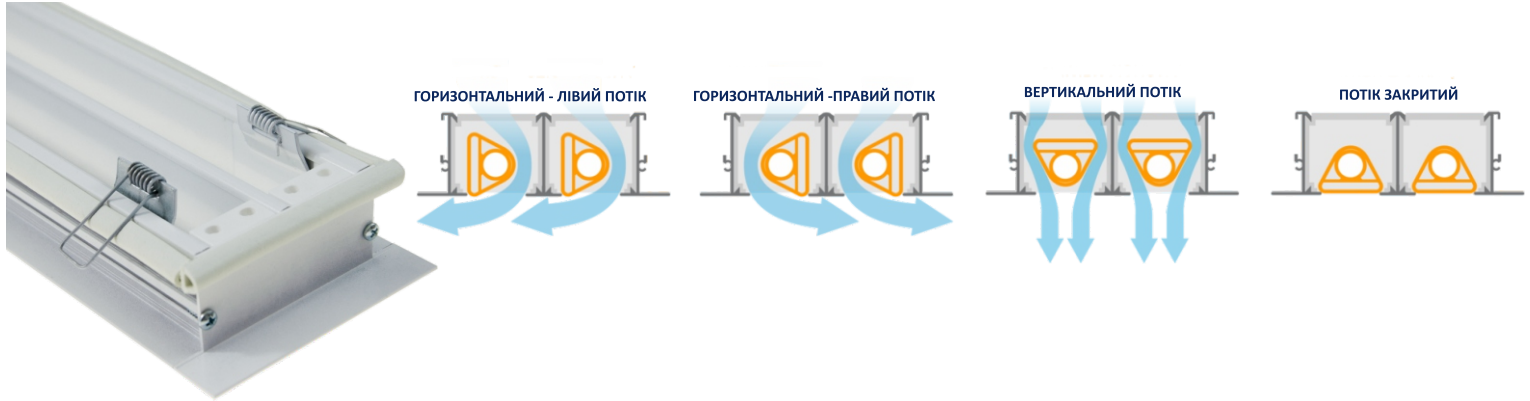 ГОРИЗОНТАЛЬНИЙ - ЛІВИЙ ПОТІК
ГОРИЗОНТАЛЬНИЙ -ПРАВИЙ ПОТІК
ВЕРТИКАЛЬНИЙ ПОТІК
ПОТІК ЗАКРИТИЙ